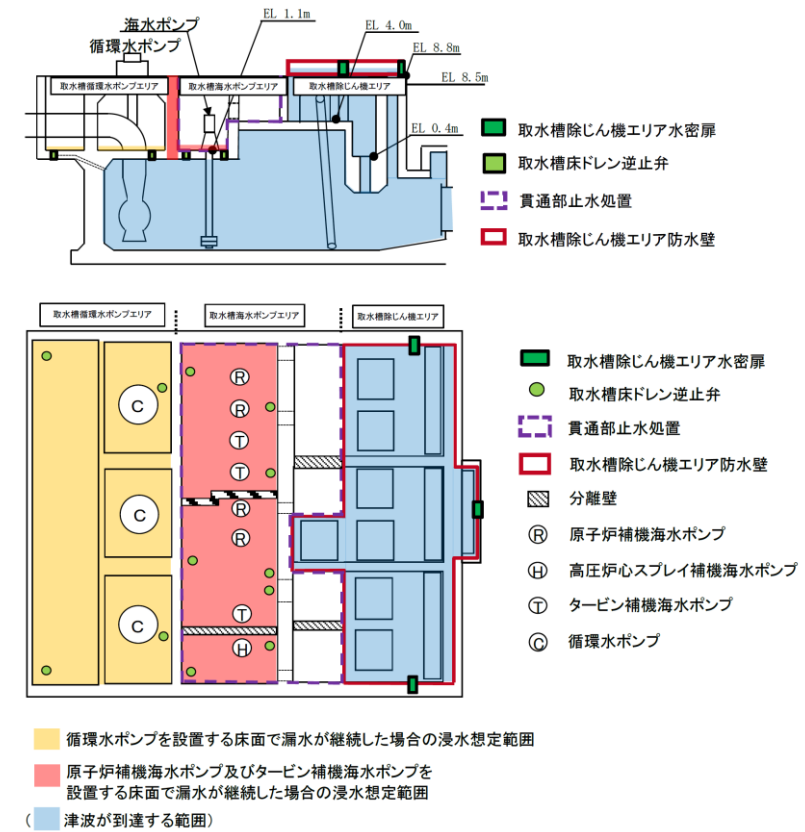 海水ポンプ
循環水ポンプ
EL 1.1m
EL 4.0m
EL 8.8m
EL 8.5m
取水槽循環水ポンプエリア
取水槽海水ポンプエリア
取水槽除じん機エリア
EL 0.4m
取水槽除じん機エリア水密扉
取水槽床ドレン逆止弁
貫通部止水処置
取水槽除じん機エリア防水壁
取水槽循環水ポンプエリア
取水槽海水ポンプエリア
取水槽除じん機エリア
R
R
T
T
R
R
T
H
C
C
C
取水槽除じん機エリア水密扉
取水槽床ドレン逆止弁
貫通部止水処置
取水槽除じん機エリア防水壁
分離壁
Ⓡ 原子炉補機海水ポンプ
Ⓗ 高圧炉心スプレイ補機海水ポンプ
Ⓣ タービン補機海水ポンプ
Ⓒ 循環水ポンプ
循環水ポンプを設置する床面で漏水が継続した場合の浸水想定範囲
原子炉補機海水ポンプ及びタービン補機海水ポンプを
設置する床面で漏水が継続した場合の浸水想定範囲
( 津波が到達する範囲)